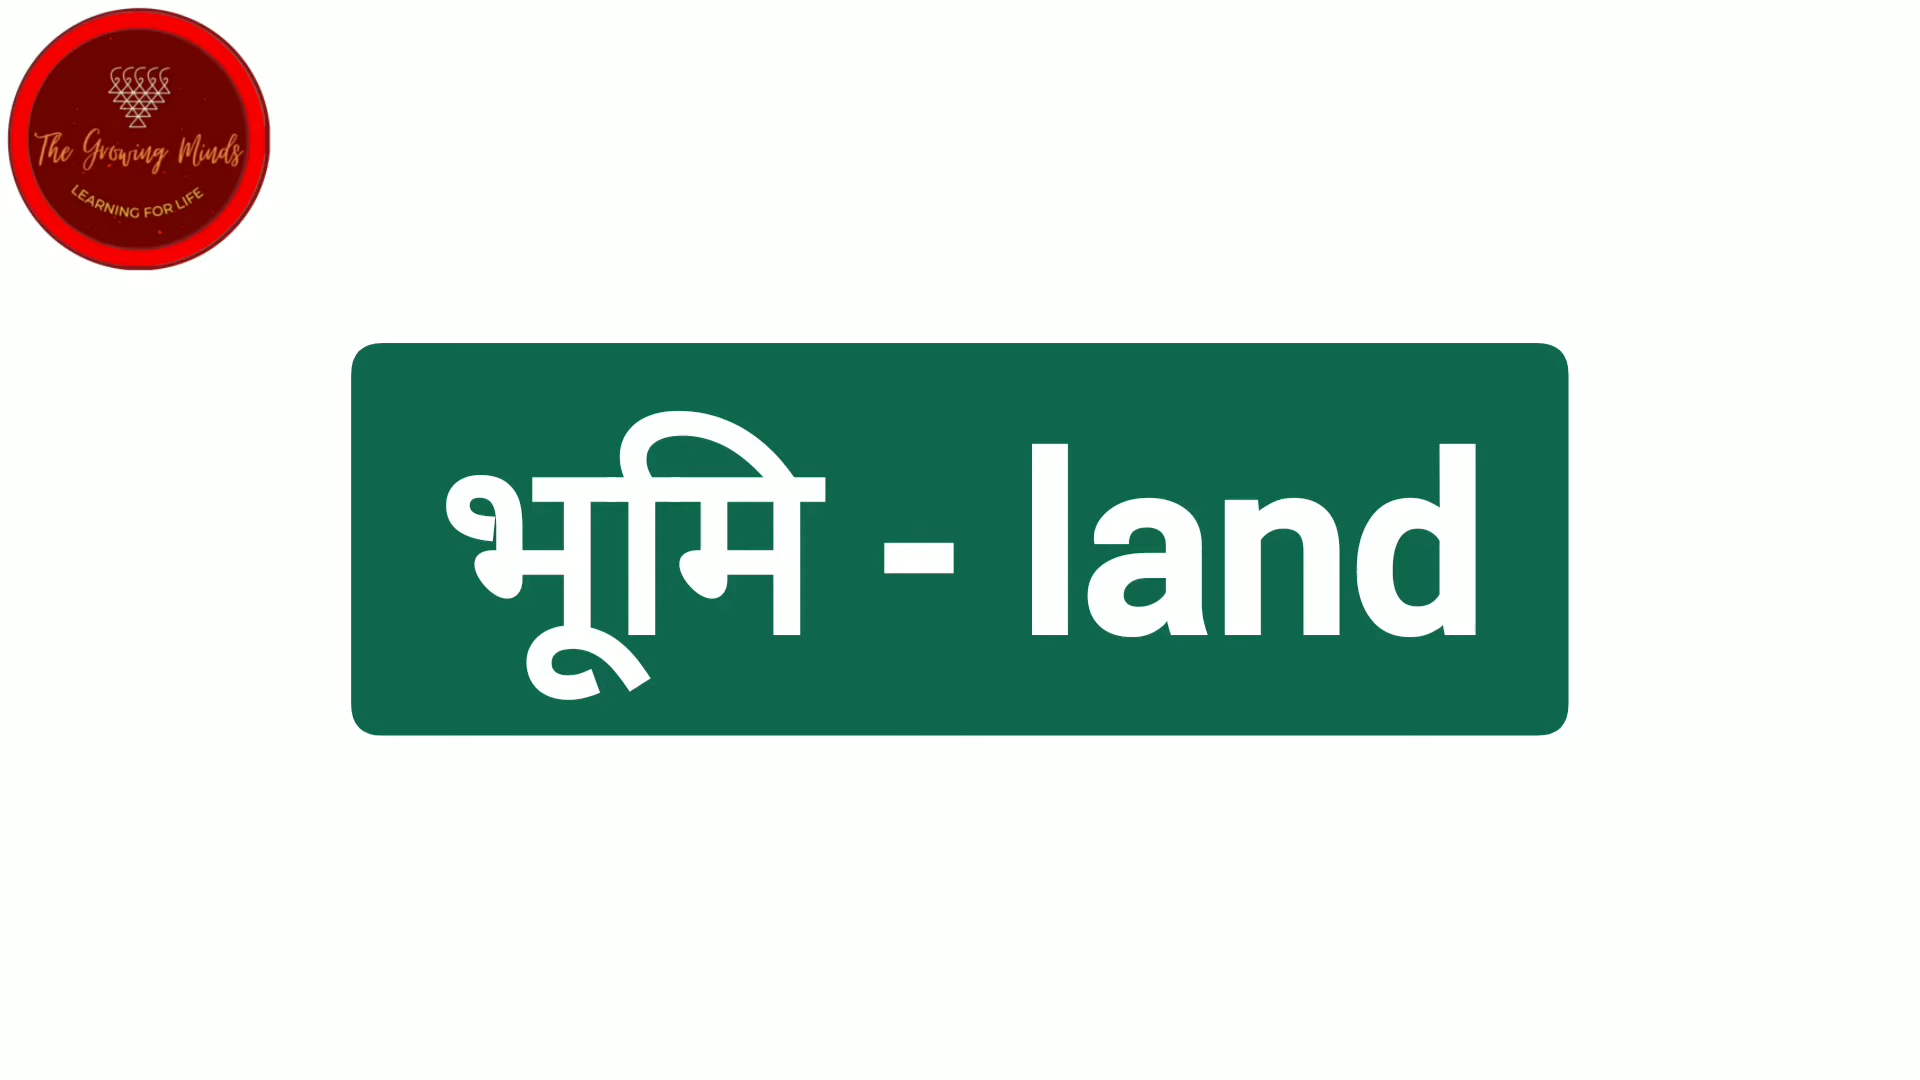 The Growing Minds
LEARNING FOR LIFE
भूमि - land